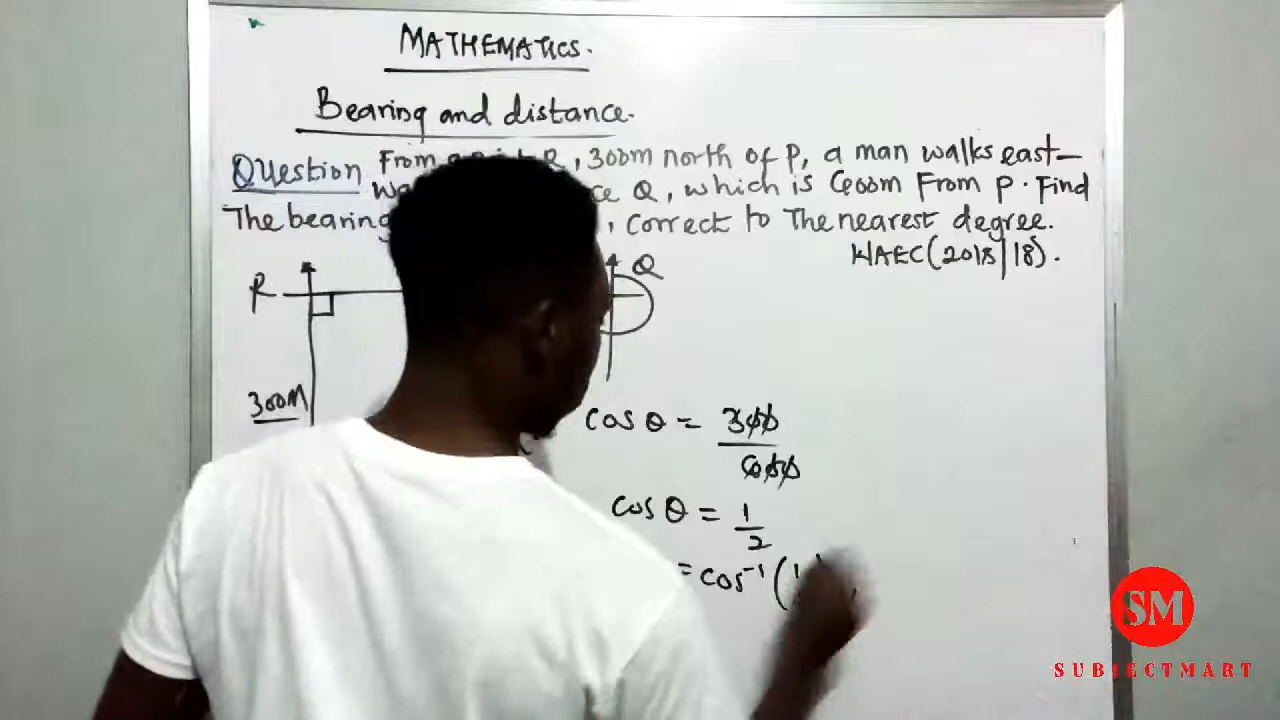 MATHEMATICS.
Bearing and distance.
Question From R, 300m north of P, a man walks east-
Q, which is 600m From P. Find
The bearing , correct to The nearest degree.
WAEC (2018/18).
R
Q
300M
cos θ = 300
600
cos θ = 1
2
= cos⁻¹ (1
SM
SUBJECTMART